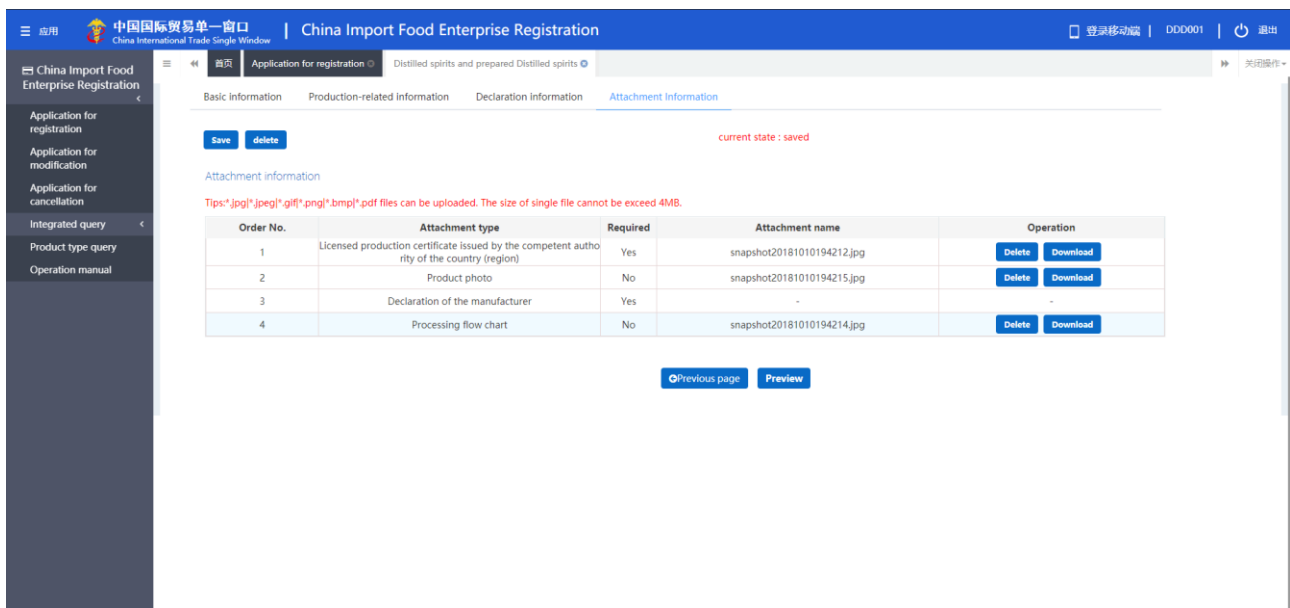 应用
中国国际贸易单一窗口
China International Trade Single Window
China Import Food Enterprise Registration
登录移动端 | DDD001 | 退出
China Import Food
Enterprise Registration
Application for
registration
Application for
modification
Application for
cancellation
Integrated query
Product type query
Operation manual
首页 Application for registration Distilled spirits and prepared Distilled spirits 关闭操作
Basic information Production-related information Declaration information Attachment Information
Save delete current state : saved
Attachment information
Tips:*.jpg|*.jpeg|*.gif|*.png|*.bmp|*.pdf files can be uploaded. The size of single file cannot be exceed 4MB.
Order No. Attachment type Required Attachment name Operation
1 Licensed production certificate issued by the competent autho
rity of the country (region) Yes snapshot20181010194212.jpg Delete Download
2 Product photo No snapshot20181010194215.jpg Delete Download
3 Declaration of the manufacturer Yes - -
4 Processing flow chart No snapshot20181010194214.jpg Delete Download
Previous page Preview